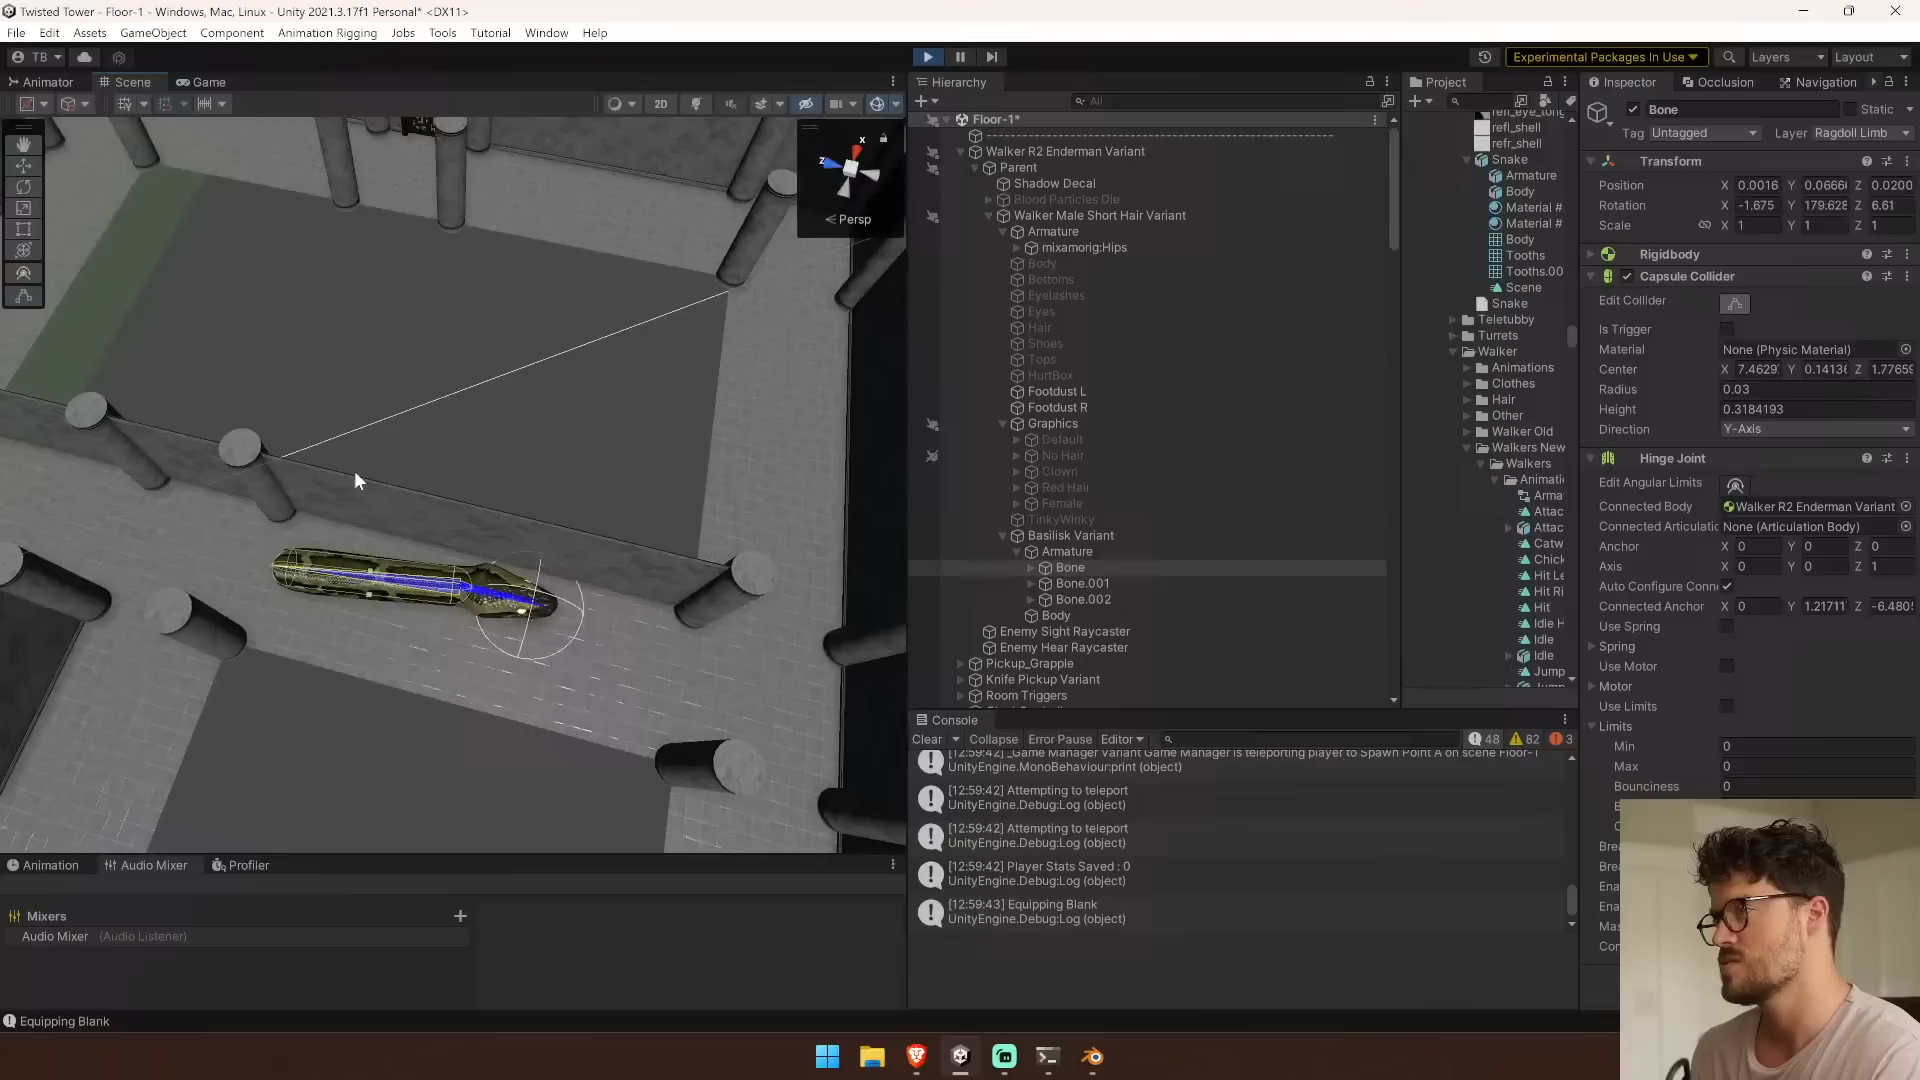 Twisted Tower - Floor-1 - Windows, Mac, Linux - Unity 2021.3.17f1 Personal* <DX11>
File Edit Assets GameObject Component Animation Rigging Jobs Tools Tutorial Window Help
TB
Experimental Packages In Use
Layers
Layout
Animator Scene Game
2D
x
z
Persp
Hierarchy
All
Floor-1*
Walker R2 Enderman Variant
Parent
Shadow Decal
Blood Particles Die
Walker Male Short Hair Variant
Armature
mixamorig:Hips
Body
Bottoms
Eyelashes
Eyes
Hair
Shoes
Tops
HurtBox
Footdust L
Footdust R
Graphics
Default
No Hair
Clown
Red Hair
Female
TinkyWinky
Basilisk Variant
Armature
Bone
Bone.001
Bone.002
Body
Enemy Sight Raycaster
Enemy Hear Raycaster
Pickup_Grapple
Knife Pickup Variant
Room Triggers
Project
refl_shell
refr_shell
Snake
Armature
Body
Material #
Material #
Body
Tooths
Tooths.00
Scene
Snake
Teletubby
Turrets
Walker
Animations
Clothes
Hair
Other
Walker Old
Walkers New
Walkers
Animati
Arma
Attac
Attac
Catw
Chick
Hit Le
Hit Ri
Hit
Idle H
Idle
Idle
Jump
Inspector Occlusion Navigation
Bone
Static
Tag Untagged Layer Ragdoll Limb
Transform
Position X 0.0016 Y 0.0666 Z 0.0200
Rotation X -1.675 Y 179.628 Z 6.61
Scale X 1 Y 1 Z 1
Rigidbody
Capsule Collider
Edit Collider
Is Trigger
Material None (Physic Material)
Center X 7.4629 Y 0.1413 Z 1.7765
Radius 0.03
Height 0.3184193
Direction Y-Axis
Hinge Joint
Edit Angular Limits
Connected Body Walker R2 Enderman Variant
Connected Articulatic None (Articulation Body)
Anchor X 0 Y 0 Z 0
Axis X 0 Y 0 Z 1
Auto Configure Conne
Connected Anchor X 0 Y 1.21711 Z -6.480
Use Spring
Spring
Use Motor
Motor
Use Limits
Limits
Min 0
Max 0
Bounciness 0
Brea
Brea
Ena
Ena
Mas
Con
Console
Clear Collapse Error Pause Editor
48 82 3
[12:59:42] _Game Manager Variant Game Manager is teleporting player to Spawn Point A on scene Floor-1
UnityEngine.MonoBehaviour:print (object)
[12:59:42] Attempting to teleport
UnityEngine.Debug:Log (object)
[12:59:42] Attempting to teleport
UnityEngine.Debug:Log (object)
[12:59:42] Player Stats Saved : 0
UnityEngine.Debug:Log (object)
[12:59:43] Equipping Blank
UnityEngine.Debug:Log (object)
Animation Audio Mixer Profiler
Mixers
Audio Mixer (Audio Listener)
Equipping Blank